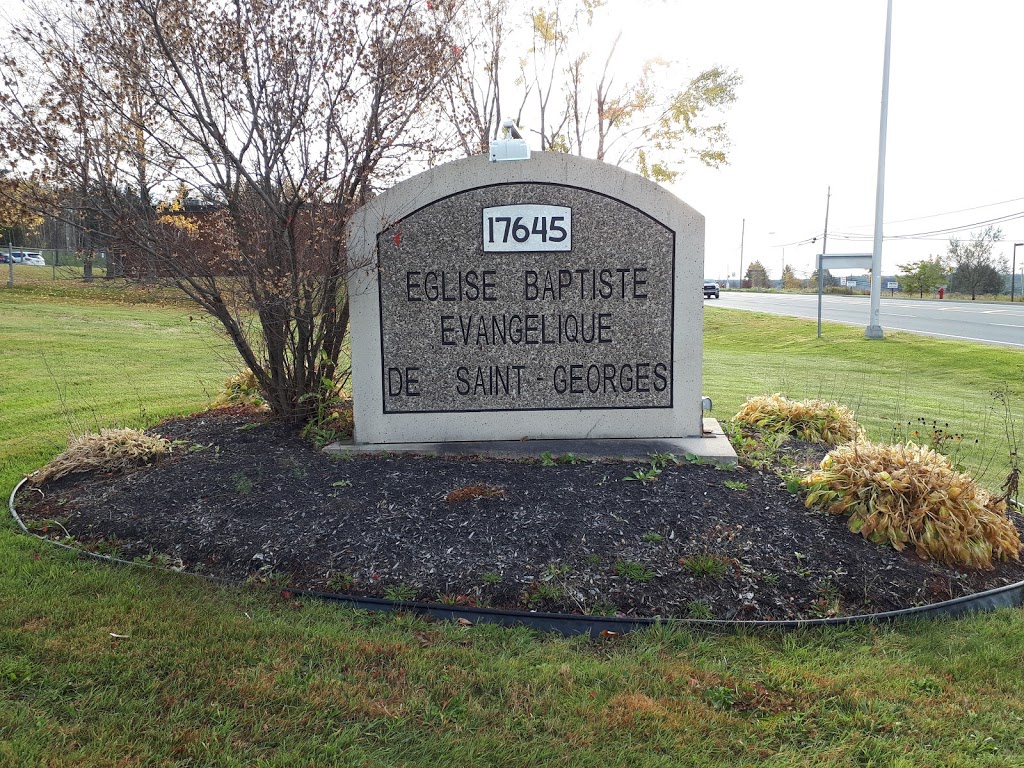 17645
EGLISE BAPTISTE
EVANGELIQUE
DE SAINT-GEORGES